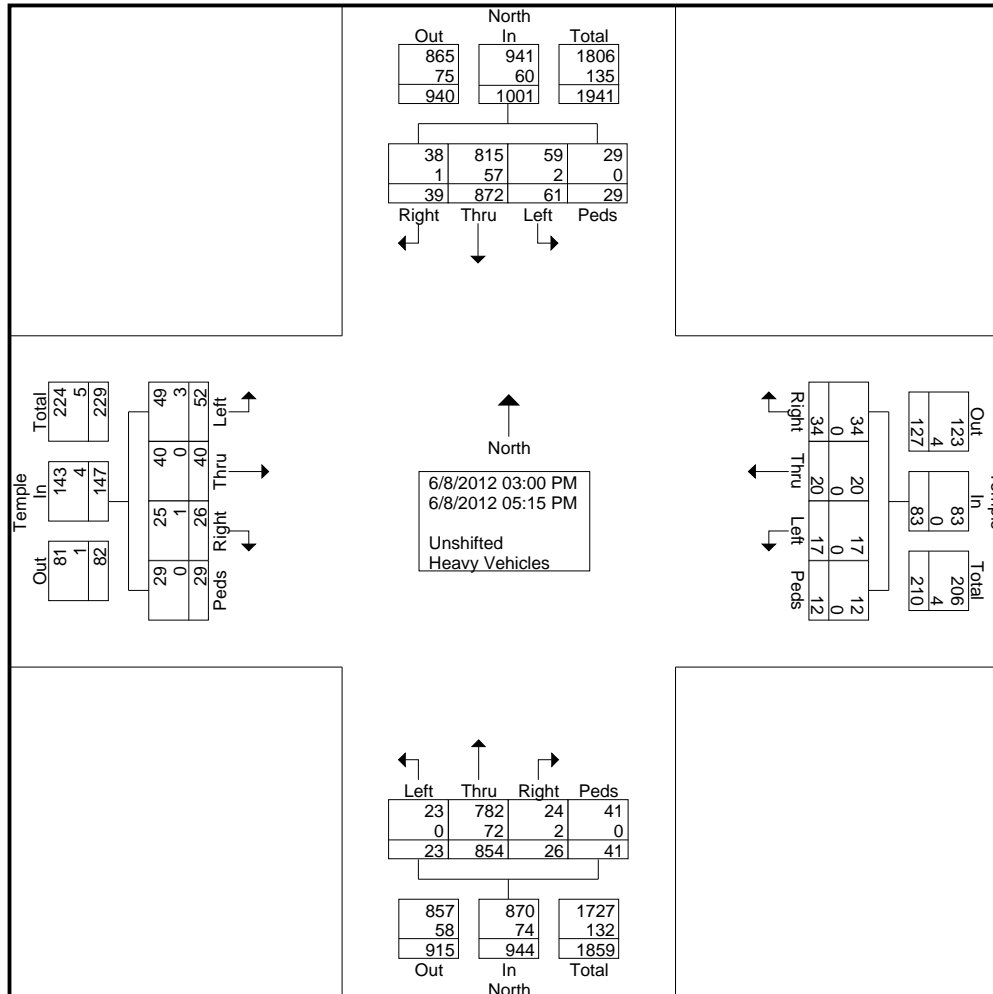 North
Out In Total
865 941 1806
75 60 135
940 1001 1941
38 815 59 29
1 57 2 0
39 872 61 29
Right Thru Left Peds
Temple
Total In Out
224 143 81
5 4 1
229 147 82
49 40 25 29
3 0 1 0
52 40 26 29
Left Thru Right Peds
North
6/8/2012 03:00 PM
6/8/2012 05:15 PM
Unshifted
Heavy Vehicles
Right Thru Left Peds
34 20 17 12
0 0 0 0
34 20 17 12
Out In Total
123 83 206
4 0 4
127 83 210
Temple
Left Thru Right Peds
23 782 24 41
0 72 2 0
23 854 26 41
857 870 1727
58 74 132
915 944 1859
Out In Total
North